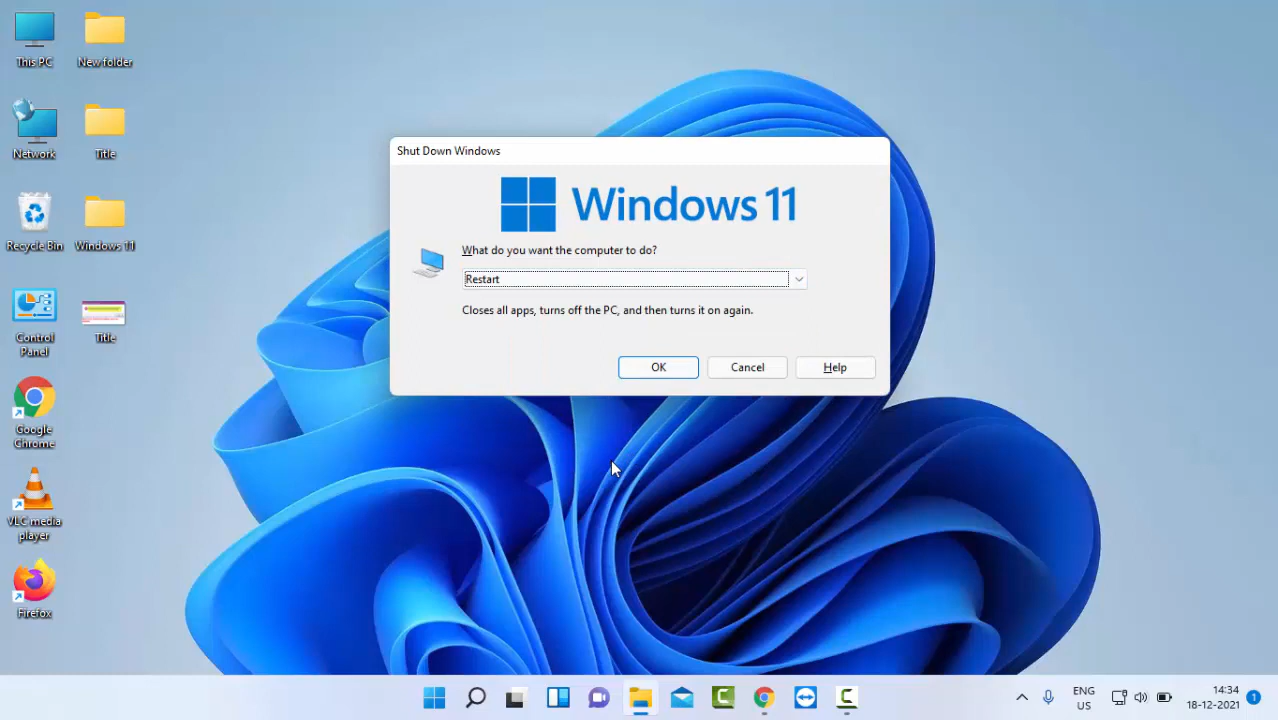 This PC
New folder
Network
Title
Recycle Bin
Windows 11
Control
Panel
Title
Google
Chrome
VLC media
player
Firefox
Shut Down Windows
Windows 11
What do you want the computer to do?
Restart
Closes all apps, turns off the PC, and then turns it on again.
OK
Cancel
Help
ENG
US
14:34
18-12-2021
1